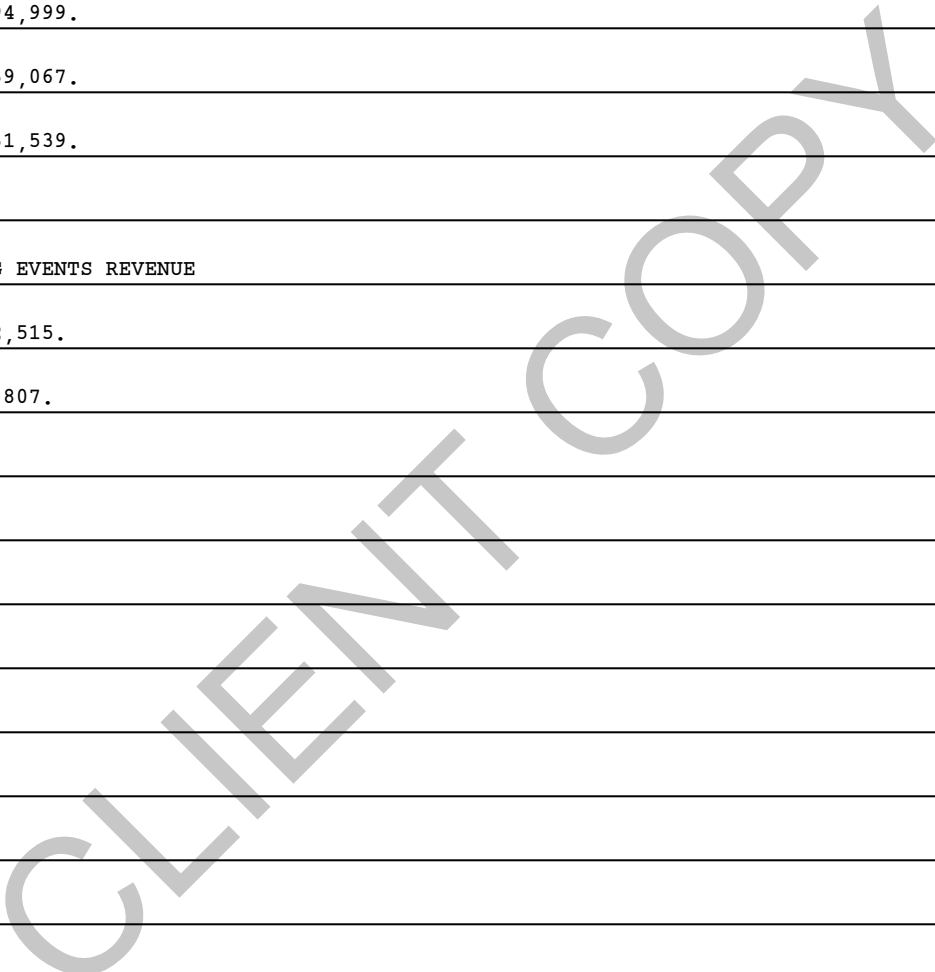 4,999.
9,067.
1,539.
EVENTS REVENUE
,515.
807.
CLIENT COPY